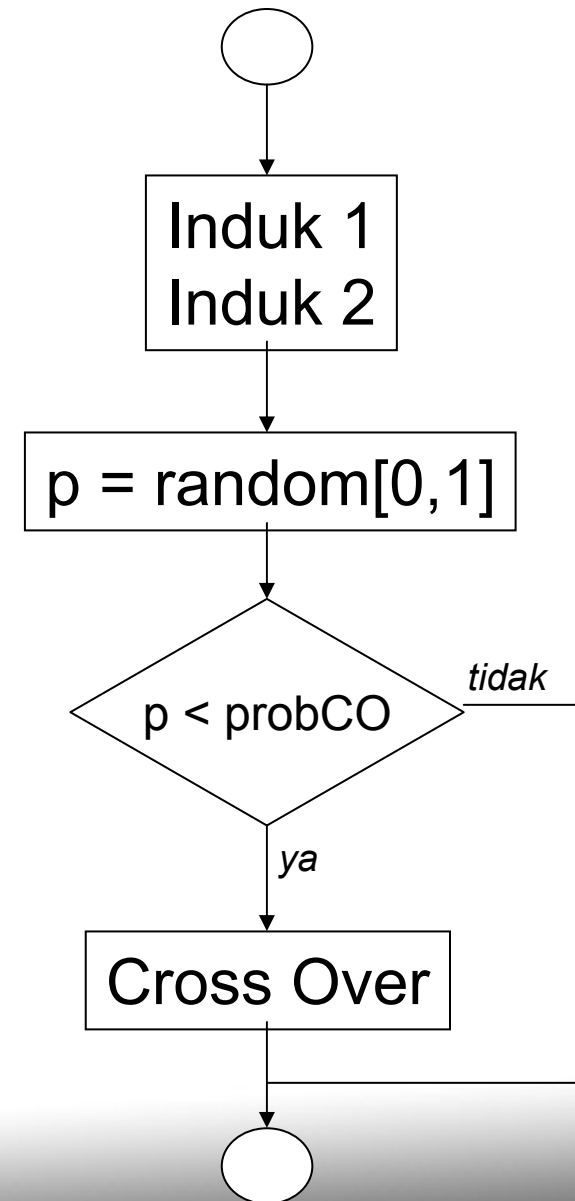 Induk 1
Induk 2
p = random[0,1]
p < probCO
tidak
ya
Cross Over